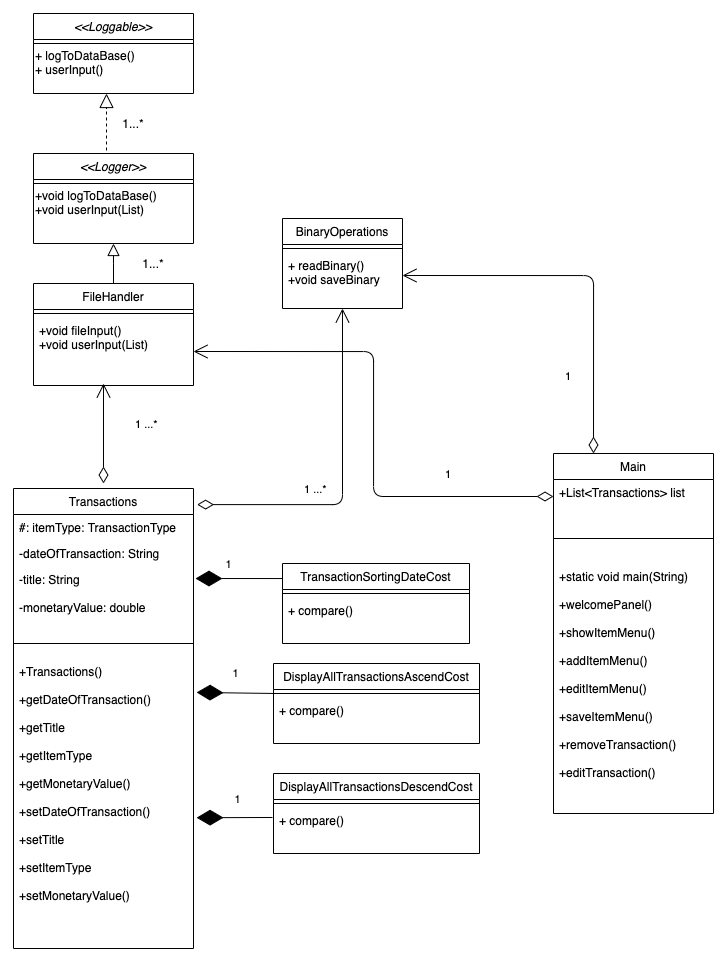 <<Loggable>>
+ logToDataBase()
+ userInput()
1...*
<<Logger>>
+void logToDataBase()
+void userInput(List)
1...*
FileHandler
+void fileInput()
+void userInput(List)
1 ...*
BinaryOperations
+ readBinary()
+void saveBinary
1
1
1 ...*
Main
+List<Transactions> list
+static void main(String)
+welcomePanel()
+showItemMenu()
+addItemMenu()
+editItemMenu()
+saveItemMenu()
+removeTransaction()
+editTransaction()
Transactions
#: itemType: TransactionType
-dateOfTransaction: String
-title: String
-monetaryValue: double
+Transactions()
+getDateOfTransaction()
+getTitle
+getItemType
+getMonetaryValue()
+setDateOfTransaction()
+setTitle
+setItemType
+setMonetaryValue()
1
TransactionSortingDateCost
+ compare()
1
DisplayAllTransactionsAscendCost
+ compare()
1
DisplayAllTransactionsDescendCost
+ compare()